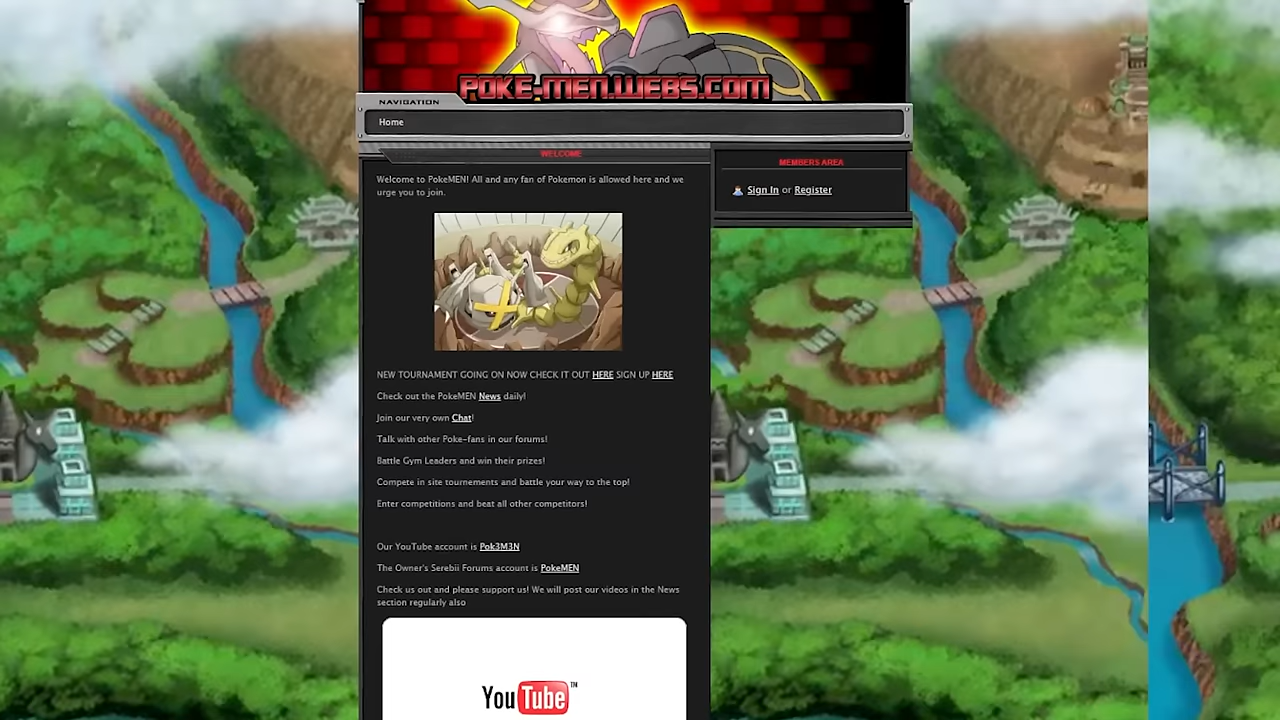 POKE-MEN.WEBS.COM
NAVIGATION
Home
WELCOME
MEMBERS AREA
Welcome to PokeMEN! All and any fan of Pokemon is allowed here and we
urge you to join.
Sign In or Register
NEW TOURNAMENT GOING ON NOW CHECK IT OUT HERE SIGN UP HERE
Check out the PokeMEN News daily!
Join our very own Chat!
Talk with other Poke-fans in our forums!
Battle Gym Leaders and win their prizes!
Compete in site tournements and battle your way to the top!
Enter competitions and beat all other competitors!
Our YouTube account is Pok3M3N
The Owner's Serebii Forums account is PokeMEN
Check us out and please support us! We will post our videos in the News
section regularly also
YouTube™